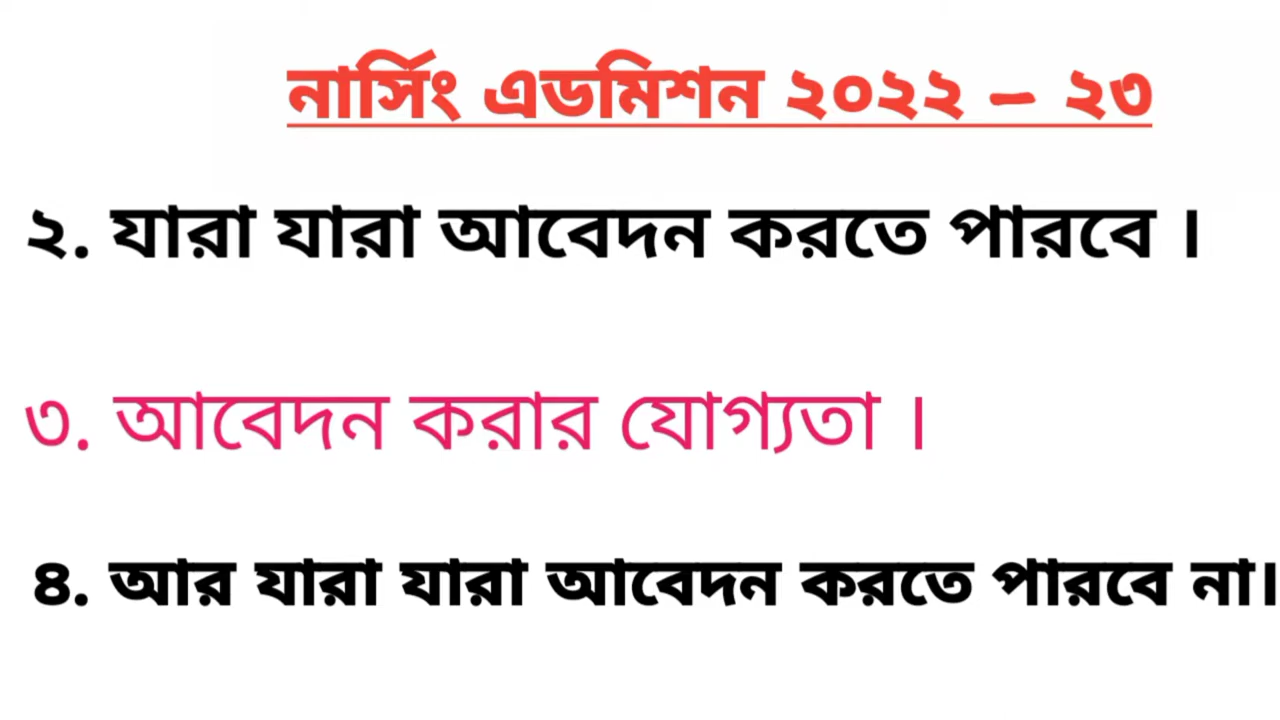 নার্সিং এডমিশন ২০২২ – ২৩
২. যারা যারা আবেদন করতে পারবে ।
৩. আবেদন করার যোগ্যতা ।
৪. আর যারা যারা আবেদন করতে পারবে না।